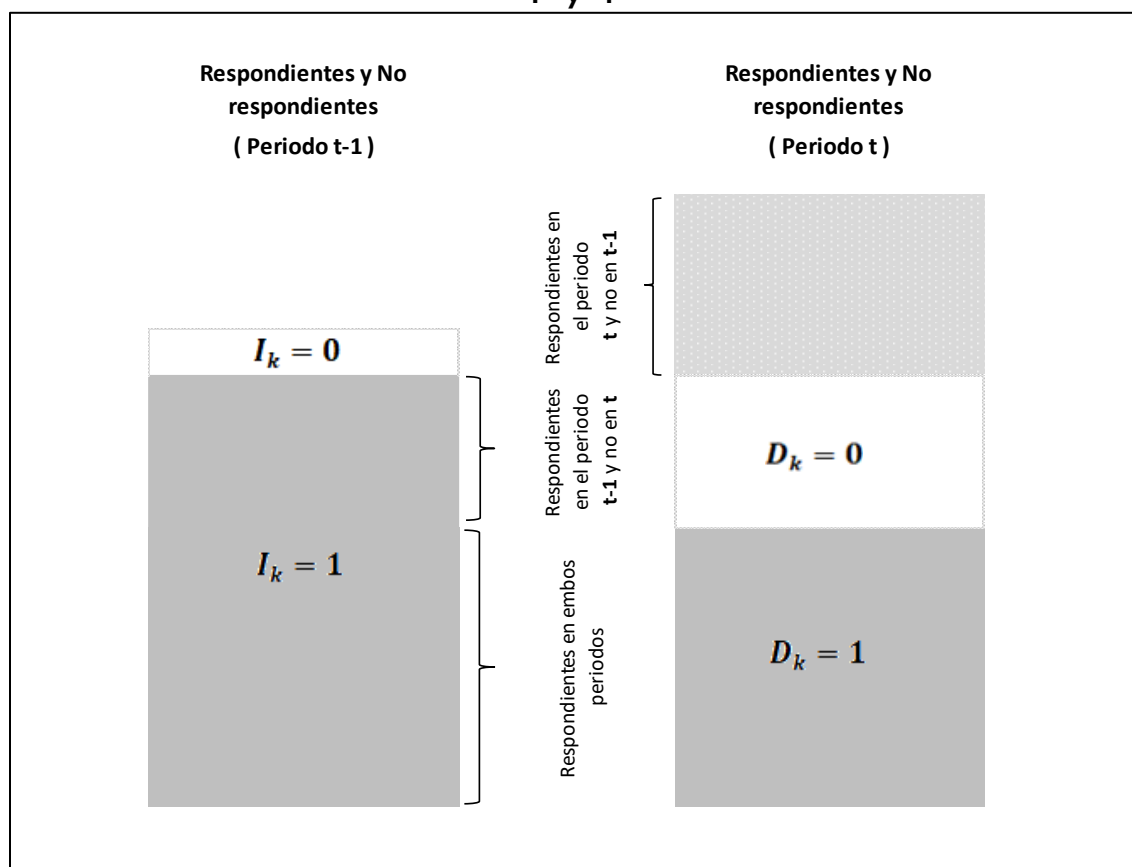 Respondientes y No
respondientes
( Periodo t-1 )
Respondientes y No
respondientes
( Periodo t )
Respondientes en
el periodo
t y no en t-1
I_k = 0
Respondientes
en el periodo
t-1 y no en t
D_k = 0
I_k = 1
Respondientes en embos
periodos
D_k = 1